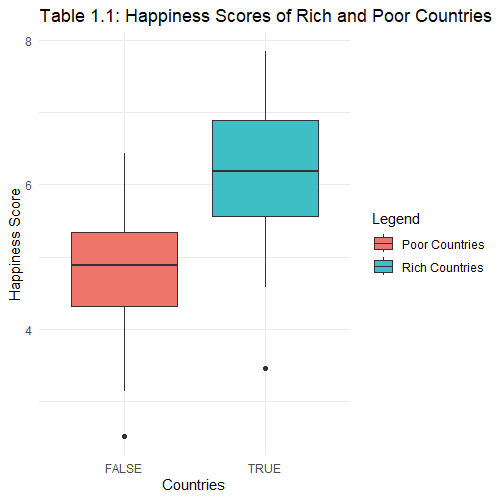 Table 1.1: Happiness Scores of Rich and Poor Countries
8
6
4
Happiness Score
FALSE
TRUE
Countries
Legend
Poor Countries
Rich Countries